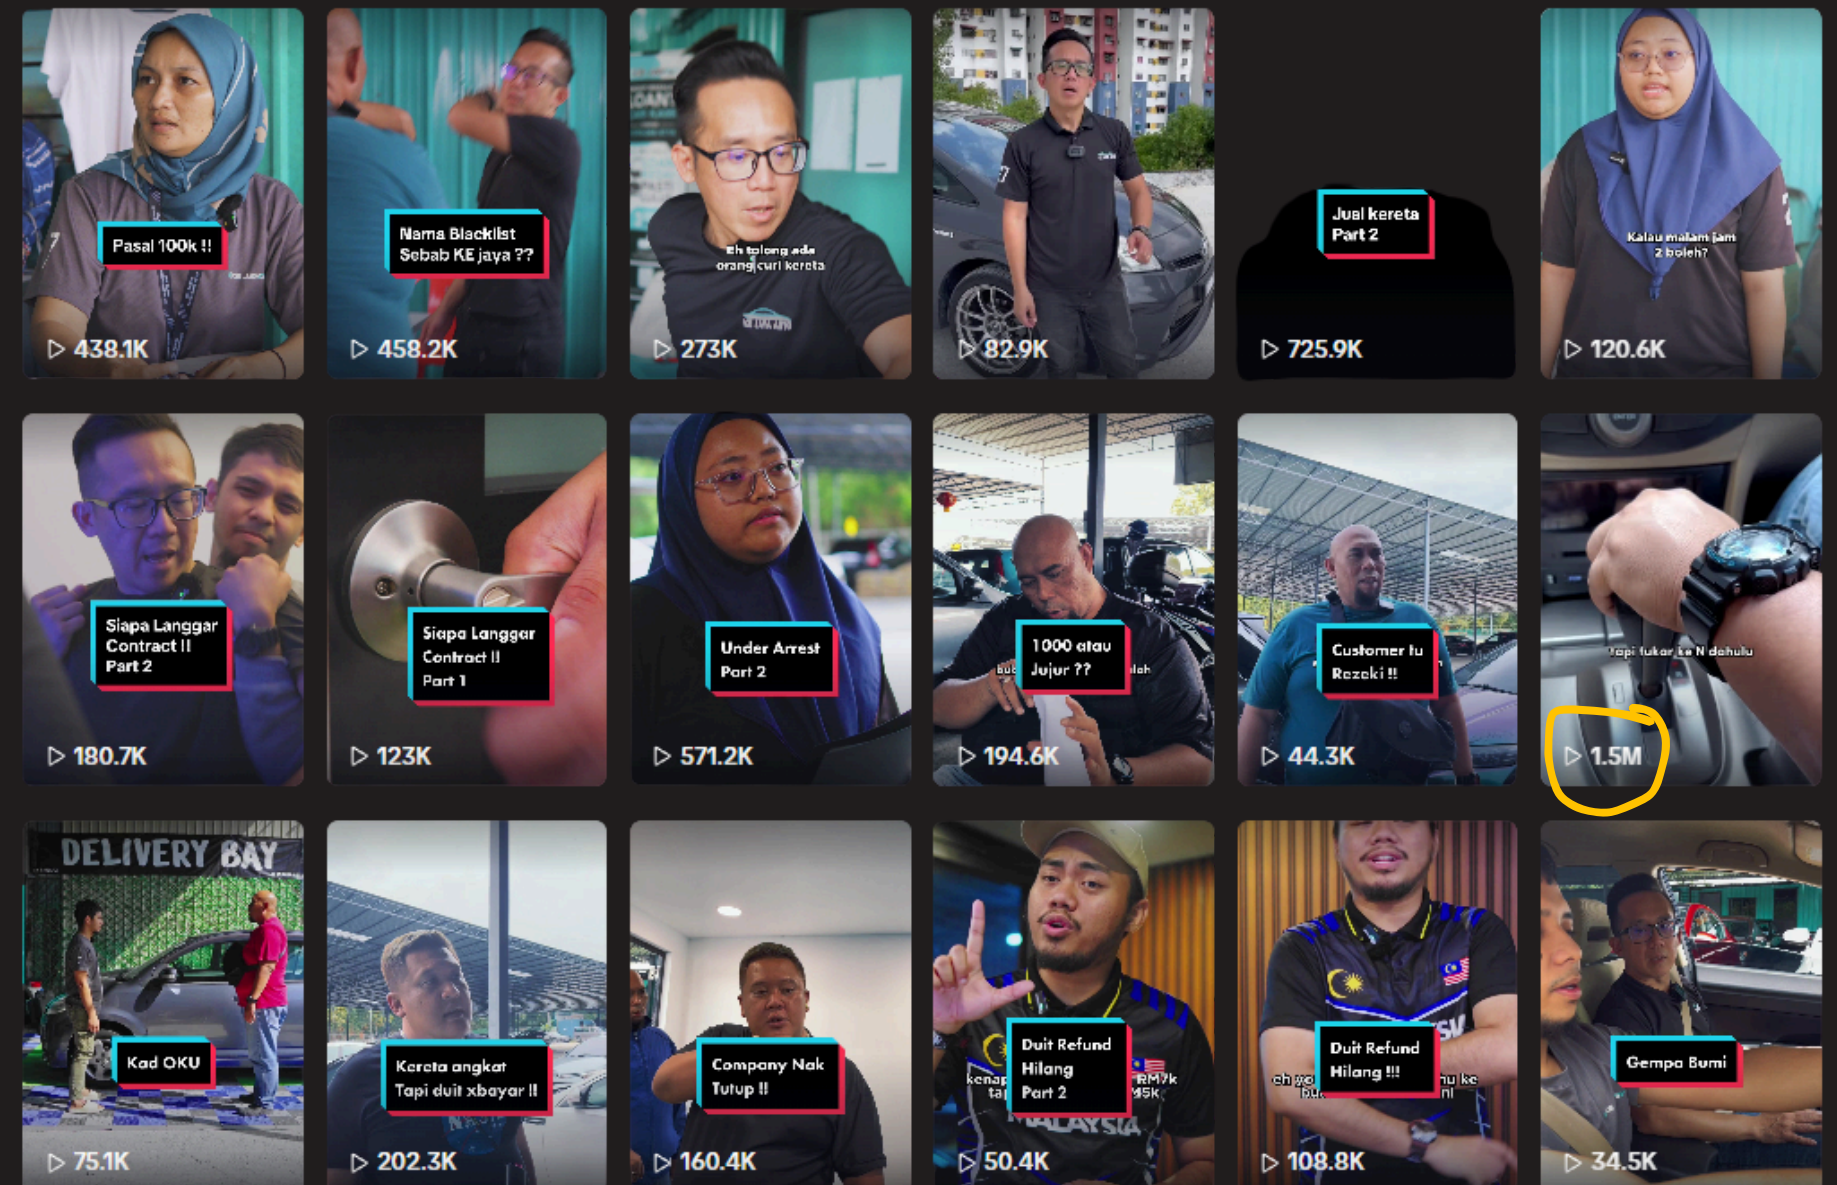 Pasal 100k !!
438.1K
Nama Blacklist
Sebab KE jaya ??
458.2K
Eh tolong ada
orang curi kereta
273K
82.9K
Jual kereta
Part 2
725.9K
Kalau malam jam
2 boleh?
120.6K
Siapa Langgar
Contract !!
Part 2
180.7K
Siapa Langgar
Contract !!
Part 1
123K
Under Arrest
Part 2
571.2K
1000 atau
Jujur ??
194.6K
Customer tu
Rezeki !!
44.3K
Tapi tukar ke N dahulu
1.5M
DELIVERY BAY
Kad OKU
75.1K
Kereta angkat
Tapi duit xbayar !!
202.3K
Company Nak
Tutup !!
160.4K
Duit Refund
Hilang
Part 2
RM7k
MALAYSIA
50.4K
Duit Refund
Hilang !!!
108.8K
Gempa Bumi
34.5K